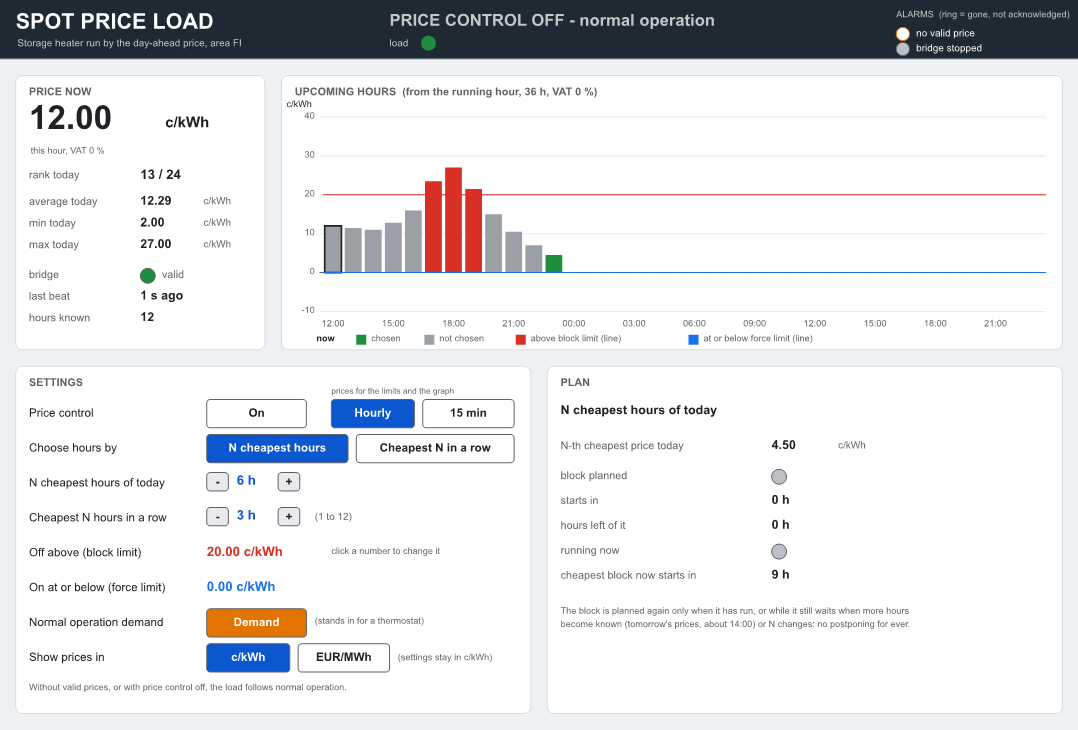 SPOT PRICE LOAD
Storage heater run by the day-ahead price, area FI
PRICE CONTROL OFF - normal operation
load
ALARMS (ring = gone, not acknowledged)
no valid price
bridge stopped
PRICE NOW
12.00 c/kWh
this hour, VAT 0 %
rank today 13 / 24
average today 12.29 c/kWh
min today 2.00 c/kWh
max today 27.00 c/kWh
bridge valid
last beat 1 s ago
hours known 12
UPCOMING HOURS (from the running hour, 36 h, VAT 0 %)
c/kWh
40
30
20
10
0
-10
12:00 15:00 18:00 21:00 00:00 03:00 06:00 09:00 12:00 15:00 18:00 21:00
now chosen not chosen above block limit (line) at or below force limit (line)
SETTINGS
prices for the limits and the graph
Price control On Hourly 15 min
Choose hours by N cheapest hours Cheapest N in a row
N cheapest hours of today - 6 h +
Cheapest N hours in a row - 3 h + (1 to 12)
Off above (block limit) 20.00 c/kWh click a number to change it
On at or below (force limit) 0.00 c/kWh
Normal operation demand Demand (stands in for a thermostat)
Show prices in c/kWh EUR/MWh (settings stay in c/kWh)
Without valid prices, or with price control off, the load follows normal operation.
PLAN
N cheapest hours of today
N-th cheapest price today 4.50 c/kWh
block planned
starts in 0 h
hours left of it 0 h
running now
cheapest block now starts in 9 h
The block is planned again only when it has run, or while it still waits when more hours
become known (tomorrow's prices, about 14:00) or N changes: no postponing for ever.